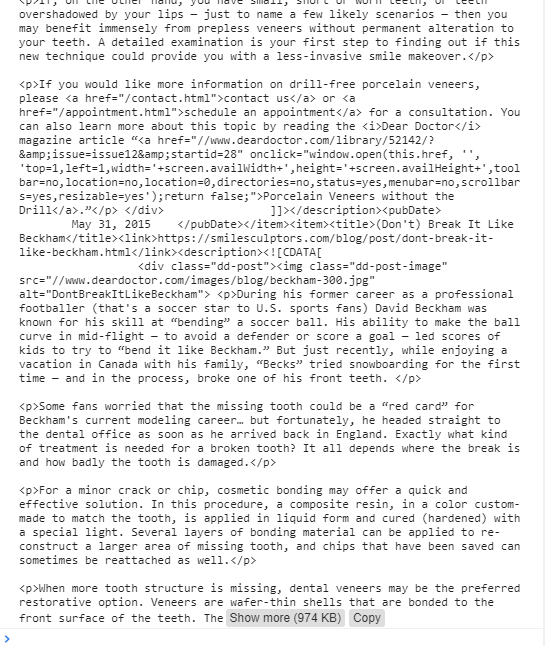 <p>If, on the other hand, you have small, short or worn teeth, or teeth
overshadowed by your lips — just to name a few likely scenarios — then you
may benefit immensely from prepless veneers without permanent alteration to
your teeth. A detailed examination is your first step to finding out if this
new technique could provide you with a less-invasive smile makeover.</p>
<p>If you would like more information on drill-free porcelain veneers,
please <a href="/contact.html">contact us</a> or <a
href="/appointment.html">schedule an appointment</a> for a consultation. You
can also learn more about this topic by reading the <i>Dear Doctor</i>
magazine article “<a href="//www.deardoctor.com/library/52142/?
&amp;issue=issue12&amp;startid=28" onclick="window.open(this.href, '',
'top=1,left=1,width='+screen.availWidth+',height='+screen.availHeight+',tool
bar=no,location=no,location=0,directories=no,status=yes,menubar=no,scrollbar
s=yes,resizable=yes');return false;">Porcelain Veneers without the
Drill</a>.”</p> </div> ]]></description><pubDate>
May 31, 2015 </pubDate></item><item><title>(Don't) Break It Like
Beckham</title><link>https://smilesculptors.com/blog/post/dont-break-it-
like-beckham.html</link><description><![CDATA[
<div class="dd-post"><img class="dd-post-image"
src="//www.deardoctor.com/images/blog/beckham-300.jpg"
alt="DontBreakItLikeBeckham"> <p>During his former career as a professional
footballer (that's a soccer star to U.S. sports fans) David Beckham was
known for his skill at “bending” a soccer ball. His ability to make the ball
curve in mid-flight — to avoid a defender or score a goal — led scores of
kids to try to “bend it like Beckham.” But just recently, while enjoying a
vacation in Canada with his family, “Becks” tried snowboarding for the first
time — and in the process, broke one of his front teeth. </p>
<p>Some fans worried that the missing tooth could be a “red card” for
Beckham's current modeling career… but fortunately, he headed straight to
the dental office as soon as he arrived back in England. Exactly what kind
of treatment is needed for a broken tooth? It all depends where the break is
and how badly the tooth is damaged.</p>
<p>For a minor crack or chip, cosmetic bonding may offer a quick and
effective solution. In this procedure, a composite resin, in a color custom-
made to match the tooth, is applied in liquid form and cured (hardened) with
a special light. Several layers of bonding material can be applied to re-
construct a larger area of missing tooth, and chips that have been saved can
sometimes be reattached as well.</p>
<p>When more tooth structure is missing, dental veneers may be the preferred
restorative option. Veneers are wafer-thin shells that are bonded to the
front surface of the teeth. The Show more (974 KB) Copy